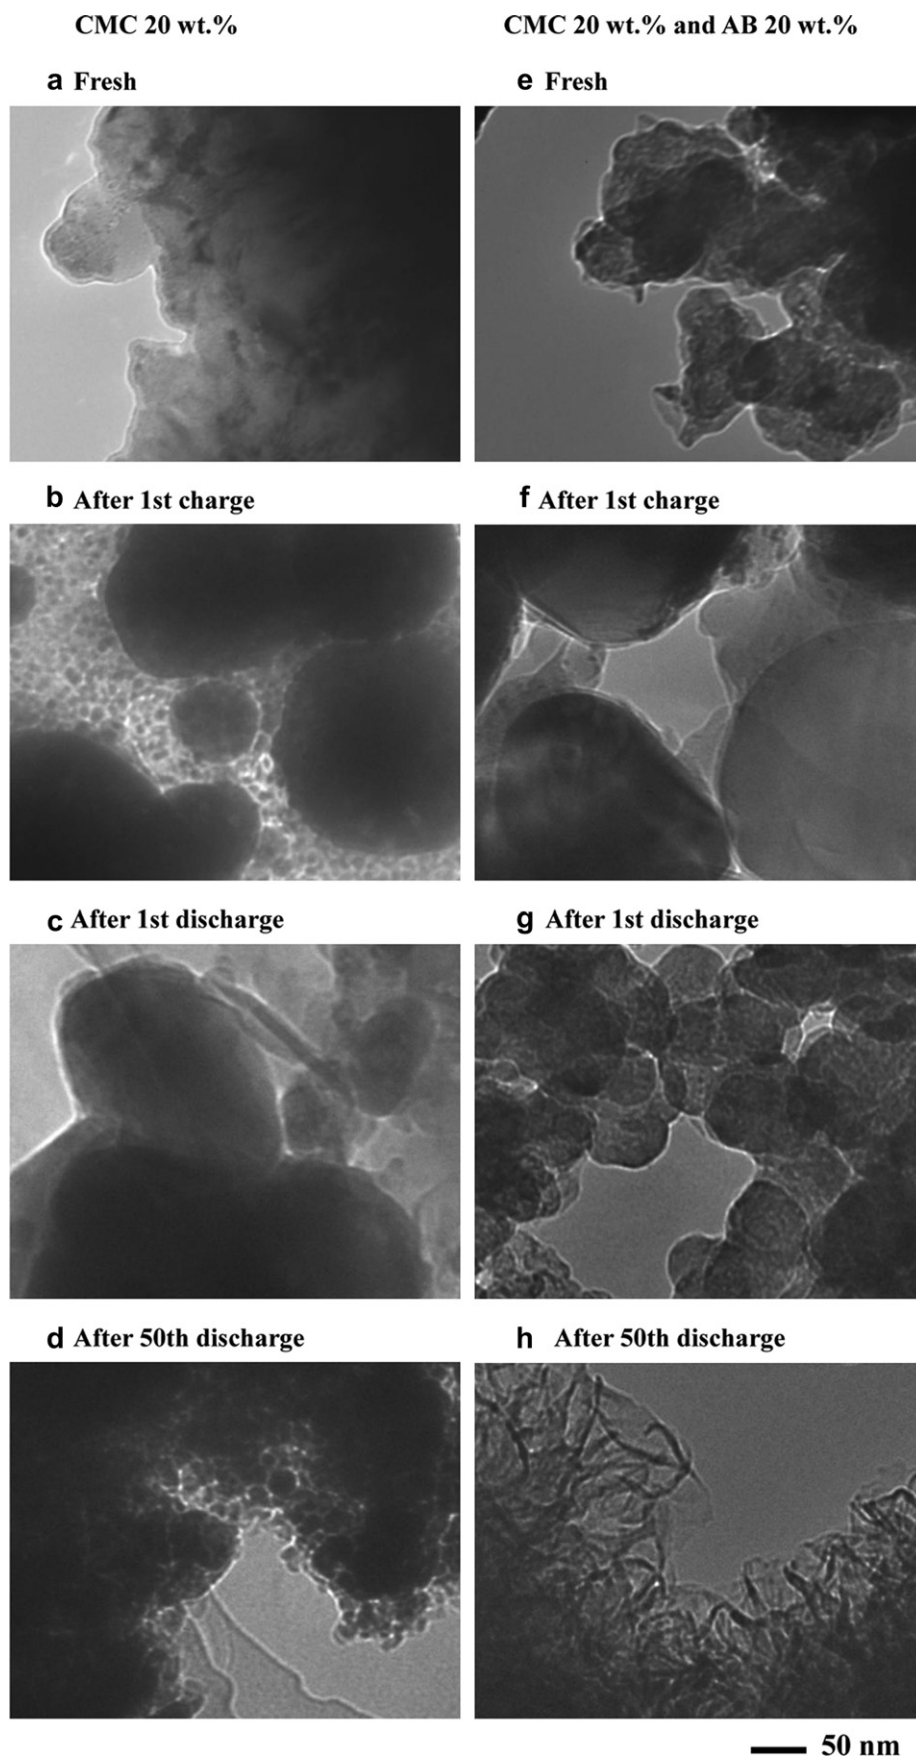 CMC 20 wt.%
CMC 20 wt.% and AB 20 wt.%
a Fresh
e Fresh
b After 1st charge
f After 1st charge
c After 1st discharge
g After 1st discharge
d After 50th discharge
h After 50th discharge
50 nm